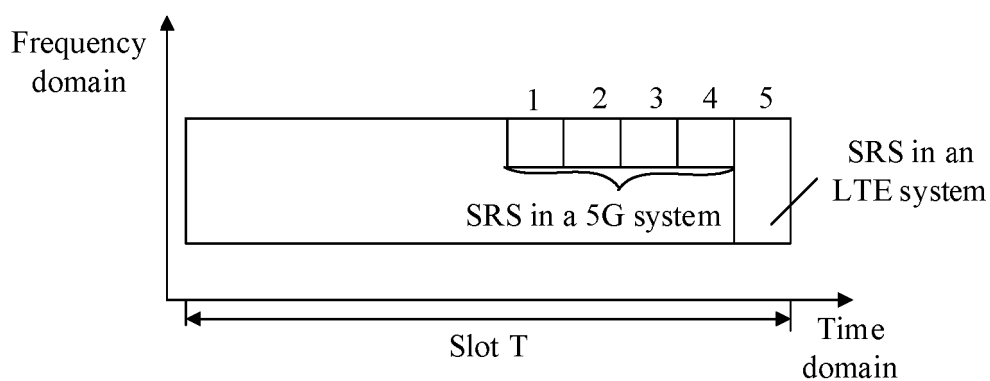 Frequency
domain
1 2 3 4 5
SRS in an
LTE system
SRS in a 5G system
Slot T
Time
domain